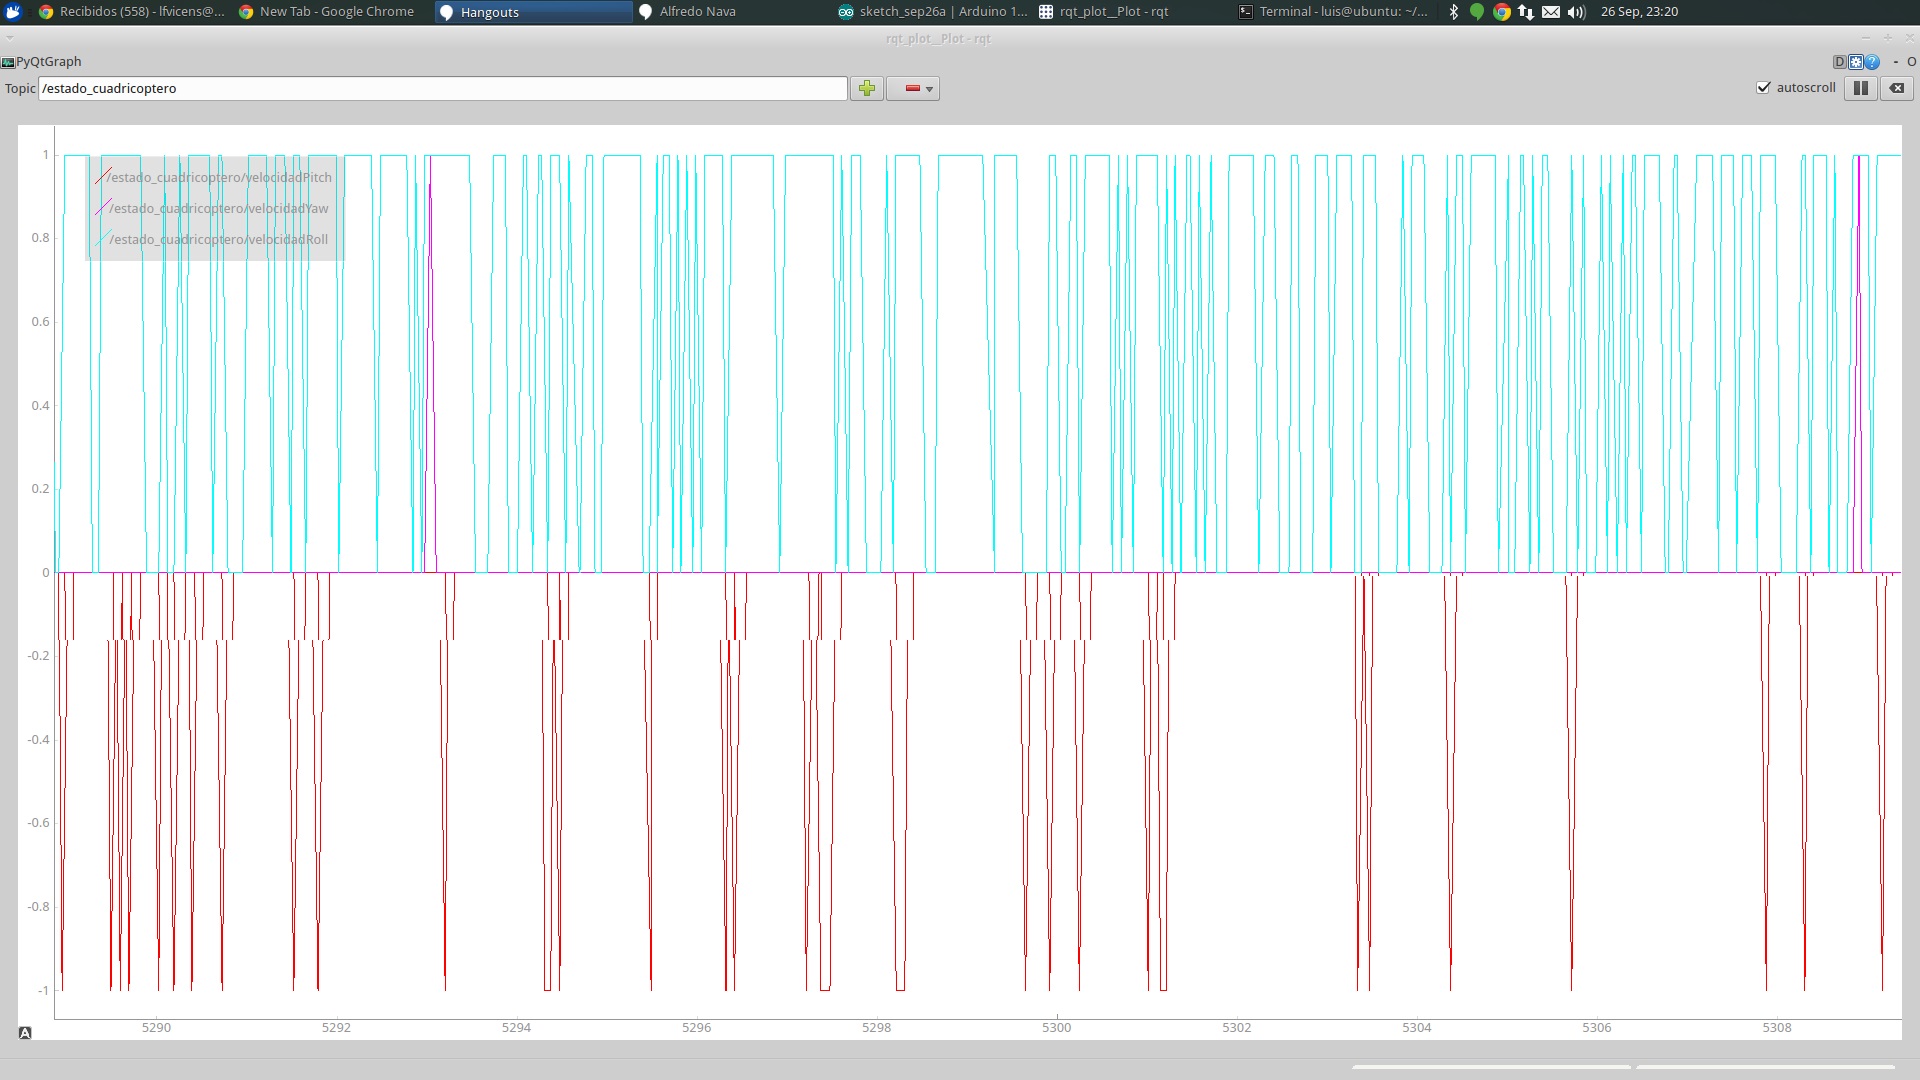 Recibidos (558) - lfvicens@... New Tab - Google Chrome Hangouts Alfredo Nava sketch_sep26a | Arduino 1... rqt_plot__Plot - rqt Terminal - luis@ubuntu: ~/... 26 Sep, 23:20
rqt_plot__Plot - rqt
PyQtGraph D ? - O
Topic /estado_cuadricoptero autoscroll
1
/estado_cuadricoptero/velocidadPitch
/estado_cuadricoptero/velocidadYaw
/estado_cuadricoptero/velocidadRoll
0.8
0.6
0.4
0.2
0
-0.2
-0.4
-0.6
-0.8
-1
A
5290 5292 5294 5296 5298 5300 5302 5304 5306 5308